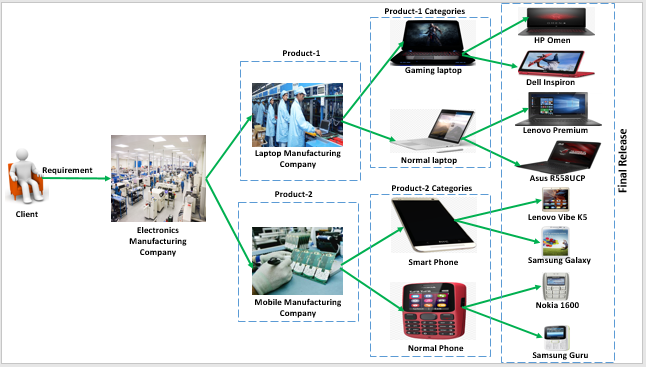 Client
Requirement
Electronics
Manufacturing
Company
Product-1
Laptop Manufacturing
Company
Product-2
Mobile Manufacturing
Company
Product-1 Categories
Gaming laptop
Normal laptop
Product-2 Categories
Smart Phone
Normal Phone
HP Omen
Dell Inspiron
Lenovo Premium
Asus R558UCP
Lenovo Vibe K5
Samsung Galaxy
Nokia 1600
Samsung Guru
Final Release